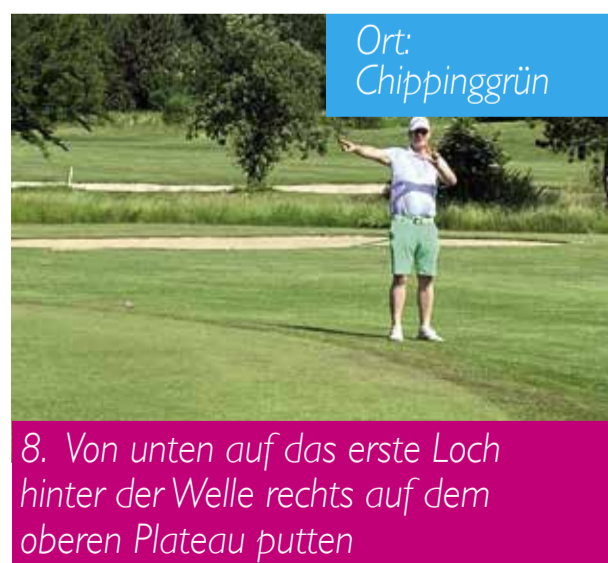 Ort:
Chippinggrün
8. Von unten auf das erste Loch
hinter der Welle rechts auf dem
oberen Plateau putten